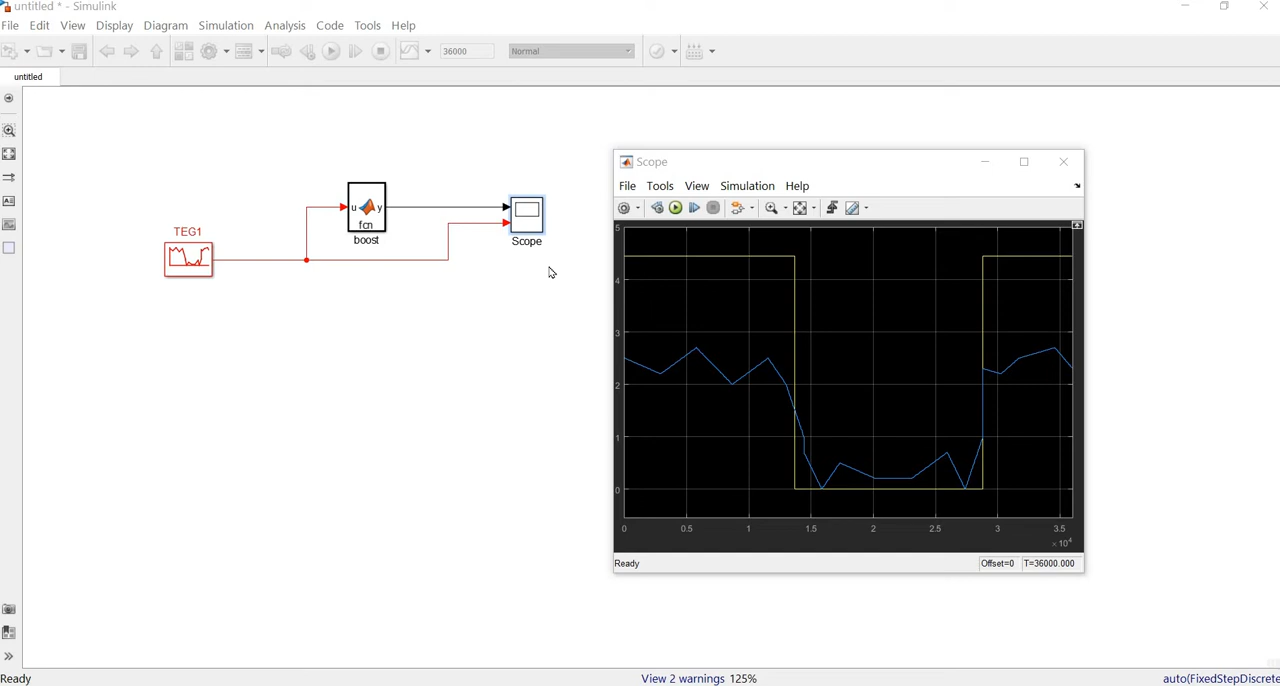 untitled * - Simulink
File Edit View Display Diagram Simulation Analysis Code Tools Help
36000 Normal
untitled
TEG1
u y
fcn
boost
Scope
Scope
File Tools View Simulation Help
5
4
3
2
1
0
0 0.5 1 1.5 2 2.5 3 3.5
× 10^4
Ready Offset=0 T=36000.000
Ready View 2 warnings 125% auto(FixedStepDiscrete